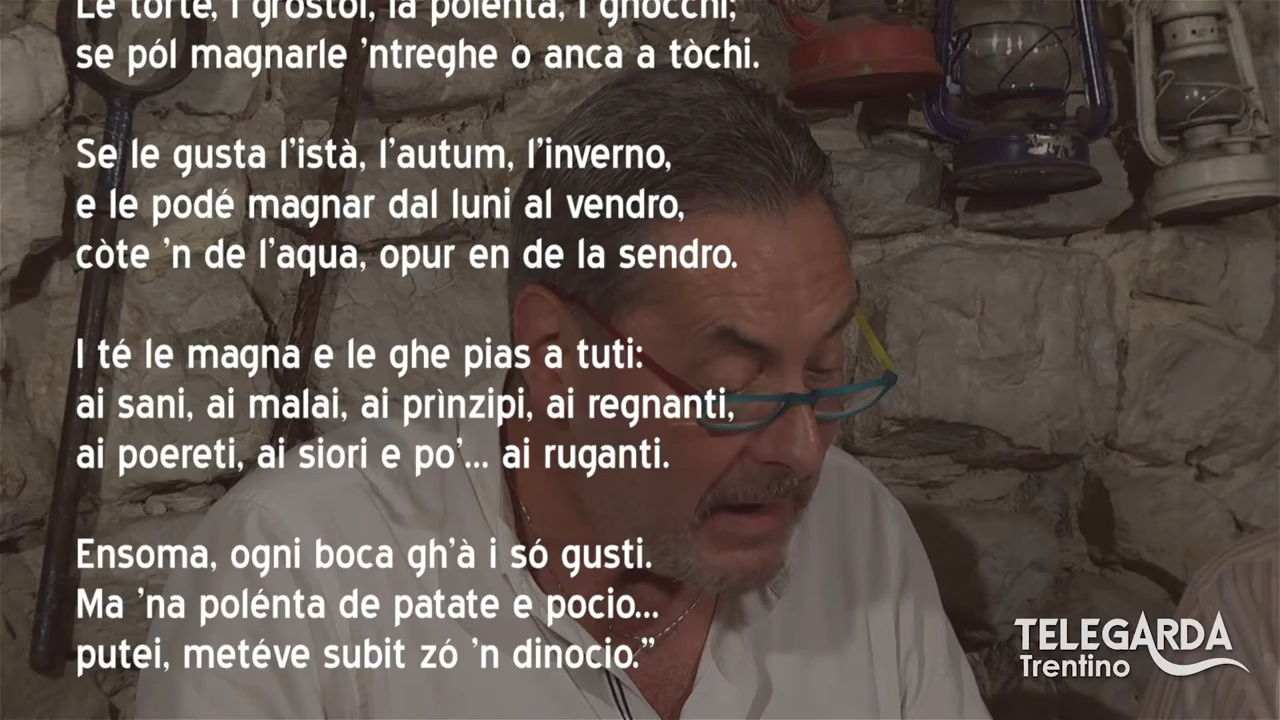 Le torte, i grostoi, la polénta, i gnocchi;
se pól magnarle 'ntreghe o anca a tòchi.
Se le gusta l'istà, l'autum, l'inverno,
e le podé magnar dal luni al vendro,
còte 'n de l'aqua, opur en de la sendro.
I té le magna e le ghe pias a tuti:
ai sani, ai malai, ai prìnzipi, ai regnanti,
ai poereti, ai siori e po'... ai ruganti.
Ensoma, ogni boca gh'à i só gusti.
Ma 'na polénta de patate e pocio...
putei, metéve subit zó 'n dinocio."
TELEGARDA
Trentino